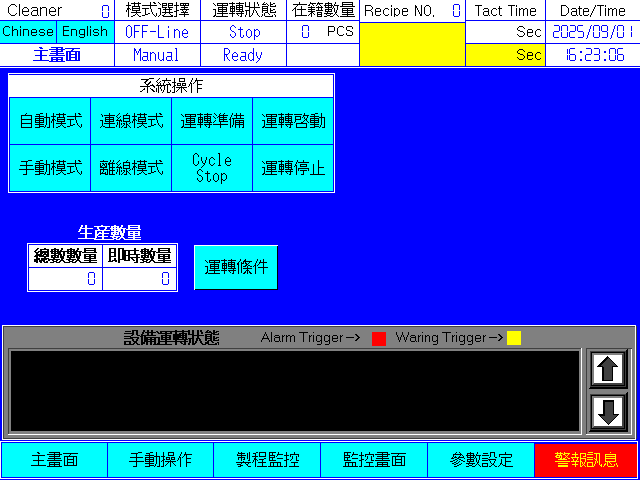 Cleaner 0 模式選擇 運轉狀態 在籍數量 Recipe NO. 0 Tact Time Date/Time
Chinese English OFF-Line Stop 0 PCS Sec 2025/09/01
主畫面 Manual Ready Sec 16:23:06
系統操作
自動模式 連線模式 運轉準備 運轉啓動
手動模式 離線模式 Cycle Stop 運轉停止
生産數量
總數數量 即時數量 運轉條件
0 0
設備運轉狀態 Alarm Trigger-> Waring Trigger->
主畫面 手動操作 製程監控 監控畫面 參數設定 警報訊息